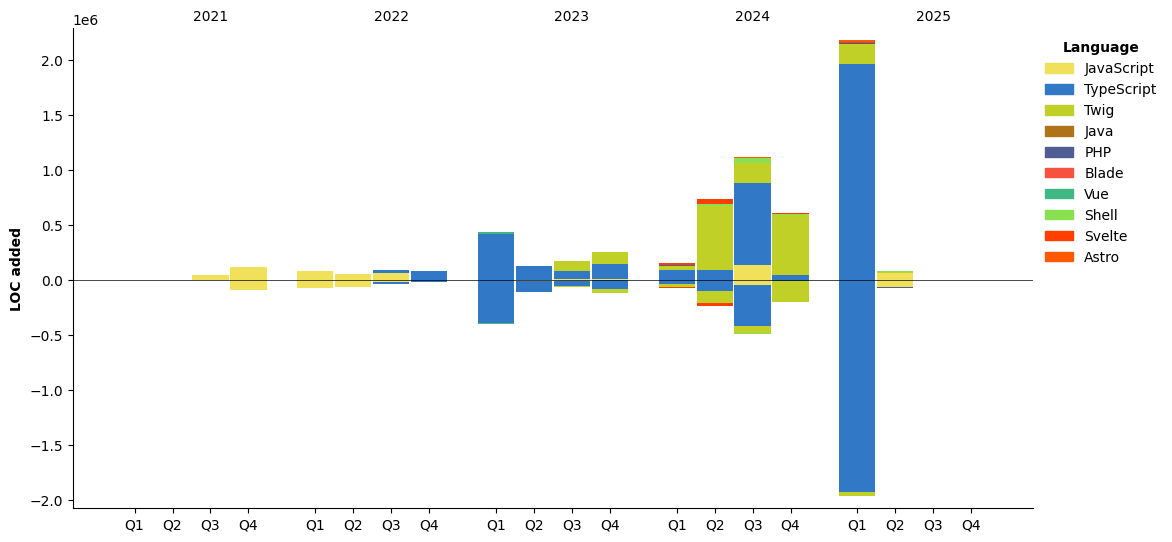 1e6
2021 2022 2023 2024 2025
2.0
1.5
1.0
0.5
0.0
−0.5
−1.0
−1.5
−2.0
LOC added
Q1 Q2 Q3 Q4 Q1 Q2 Q3 Q4 Q1 Q2 Q3 Q4 Q1 Q2 Q3 Q4 Q1 Q2 Q3 Q4
Language
JavaScript
TypeScript
Twig
Java
PHP
Blade
Vue
Shell
Svelte
Astro